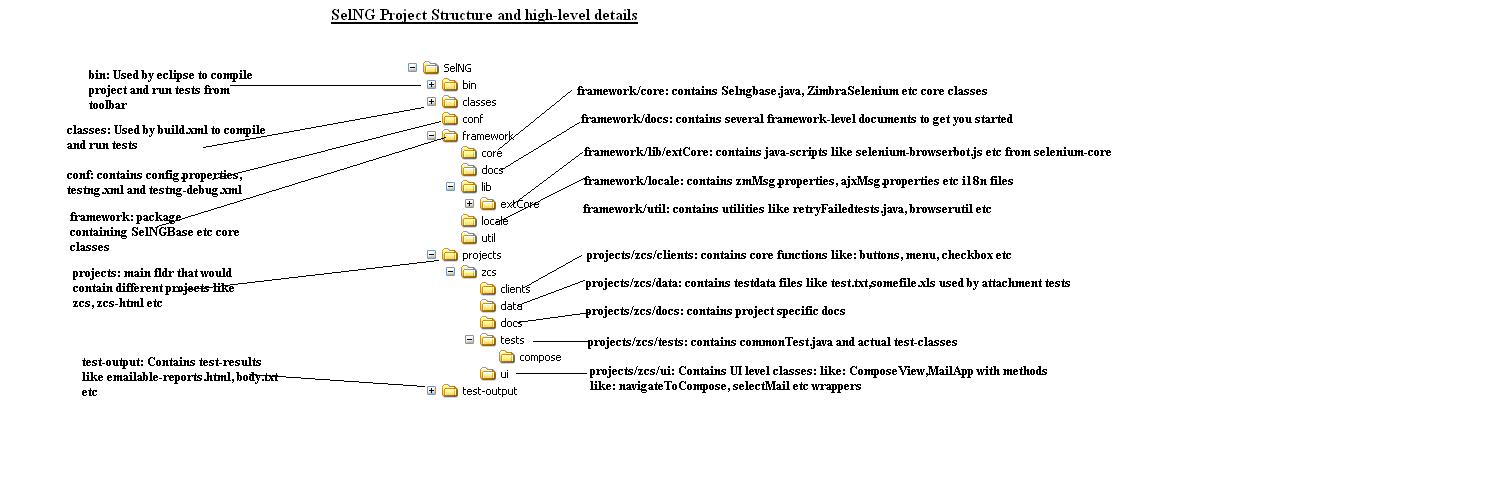 SelNG Project Structure and high-level details
bin: Used by eclipse to compile
project and run tests from
toolbar
classes: Used by build.xml to compile
and run tests
conf: contains config.properties,
testng.xml and testng-debug.xml
framework: package
containing SelNGBase etc core
classes
projects: main fldr that would
contain different projects like
zcs, zcs-html etc
test-output: Contains test-results
like emailable-reports.html, body.txt
etc
SelNG
bin
classes
conf
framework
core
docs
lib
extCore
locale
util
projects
zcs
clients
data
docs
tests
compose
ui
test-output
framework/core: contains Selngbase.java, ZimbraSelenium etc core classes
framework/docs: contains several framework-level documents to get you started
framework/lib/extCore: contains java-scripts like selenium-browserbot.js etc from selenium-core
framework/locale: contains zmMsg.properties, ajxMsg.properties etc i18n files
framework/util: contains utilities like retryFailedtests.java, browserutil etc
projects/zcs/clients: contains core functions like: buttons, menu, checkbox etc
projects/zcs/data: contains testdata files like test.txt,somefile.xls used by attachment tests
projects/zcs/docs: contains project specific docs
projects/zcs/tests: contains commonTest.java and actual test-classes
projects/zcs/ui: Contains UI level classes: like: ComposeView,MailApp with methods
like: navigateToCompose, selectMail etc wrappers